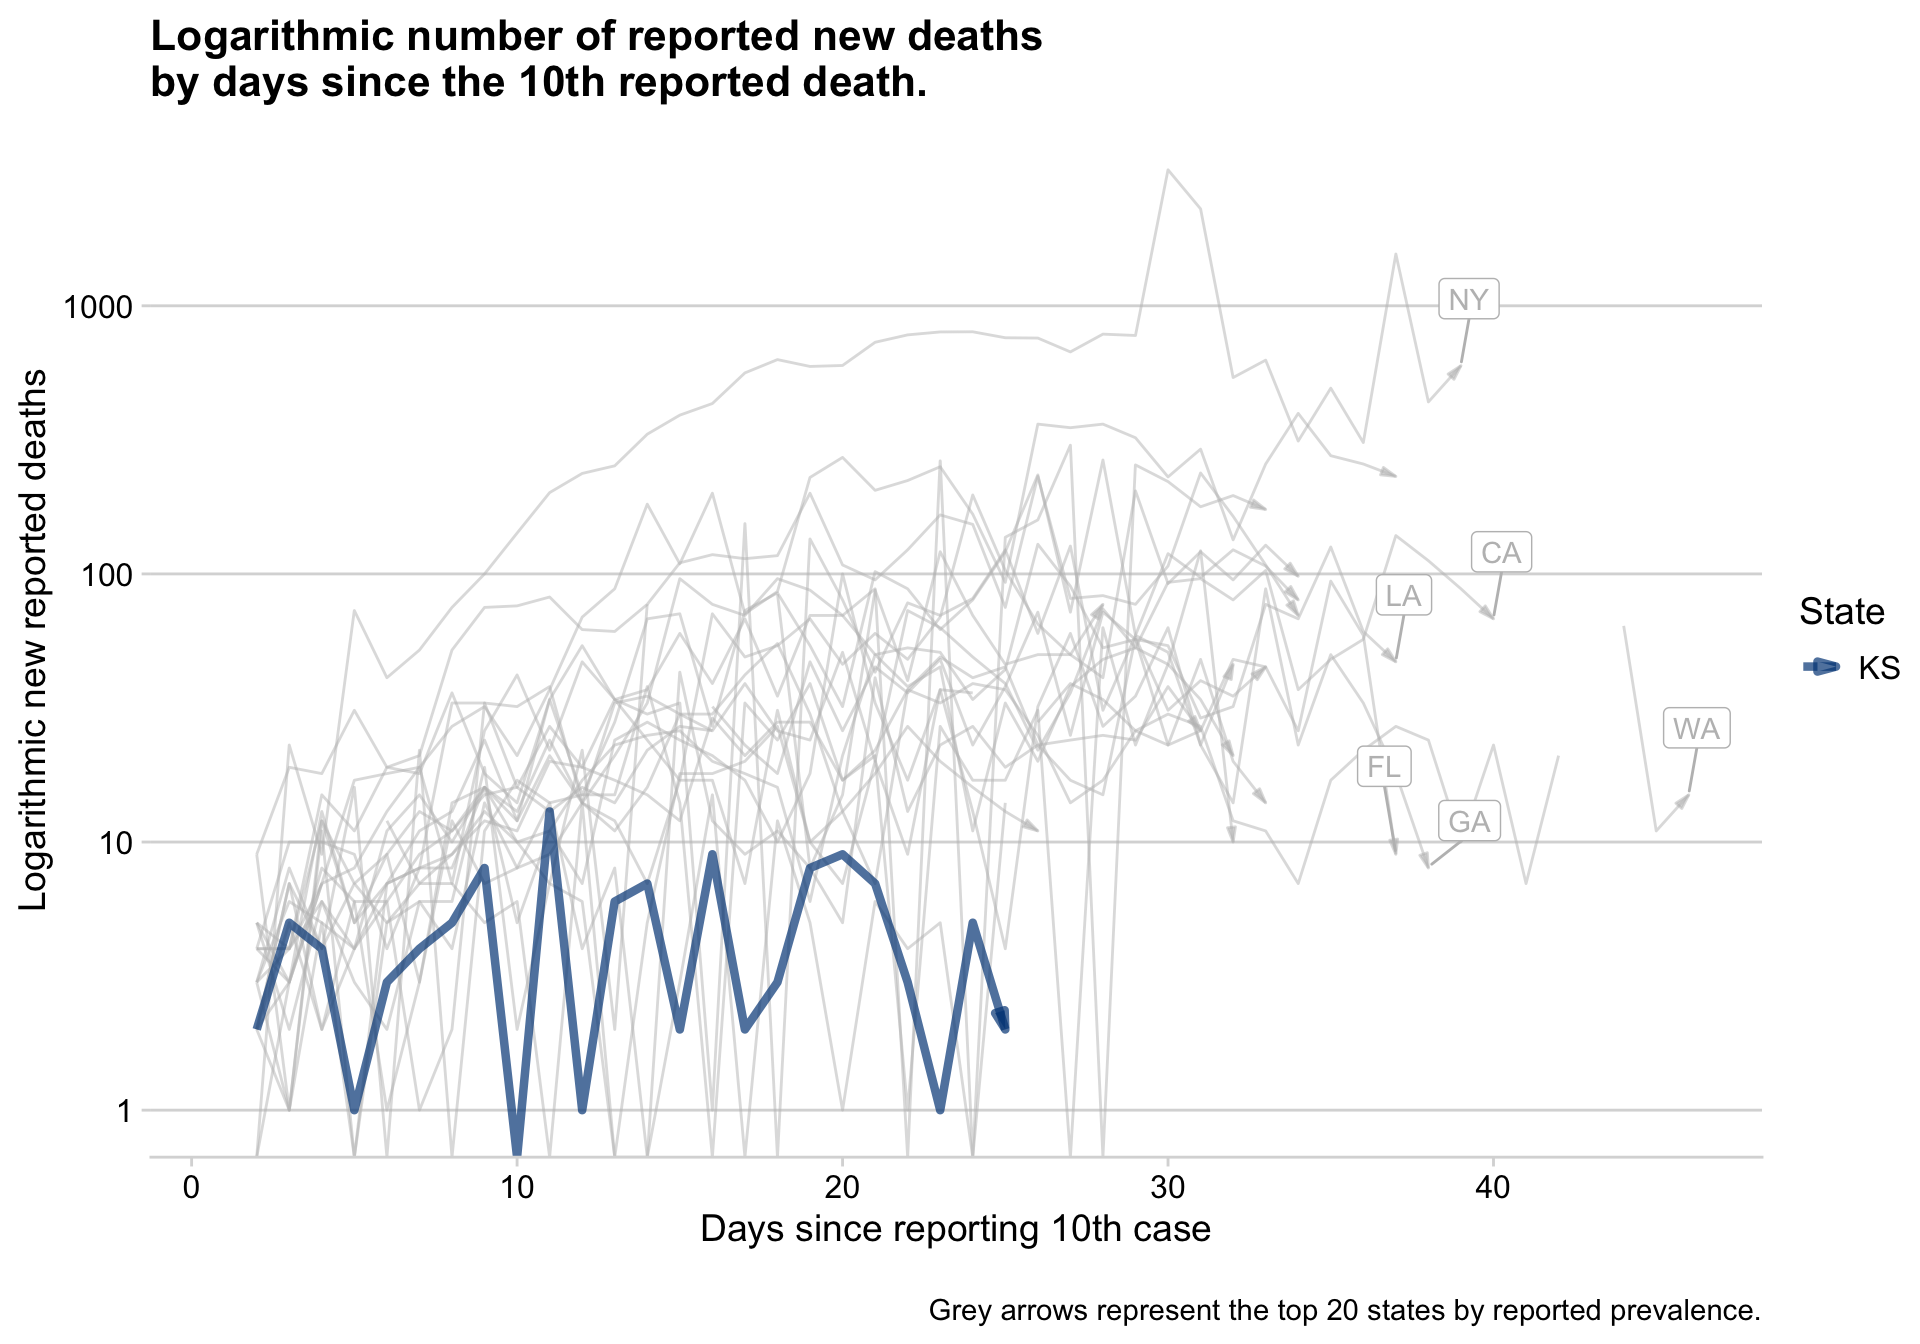 Logarithmic number of reported new deaths
by days since the 10th reported death.
Logarithmic new reported deaths
1000
100
10
1
NY
CA
LA
WA
FL
GA
State
KS
0 10 20 30 40
Days since reporting 10th case
Grey arrows represent the top 20 states by reported prevalence.